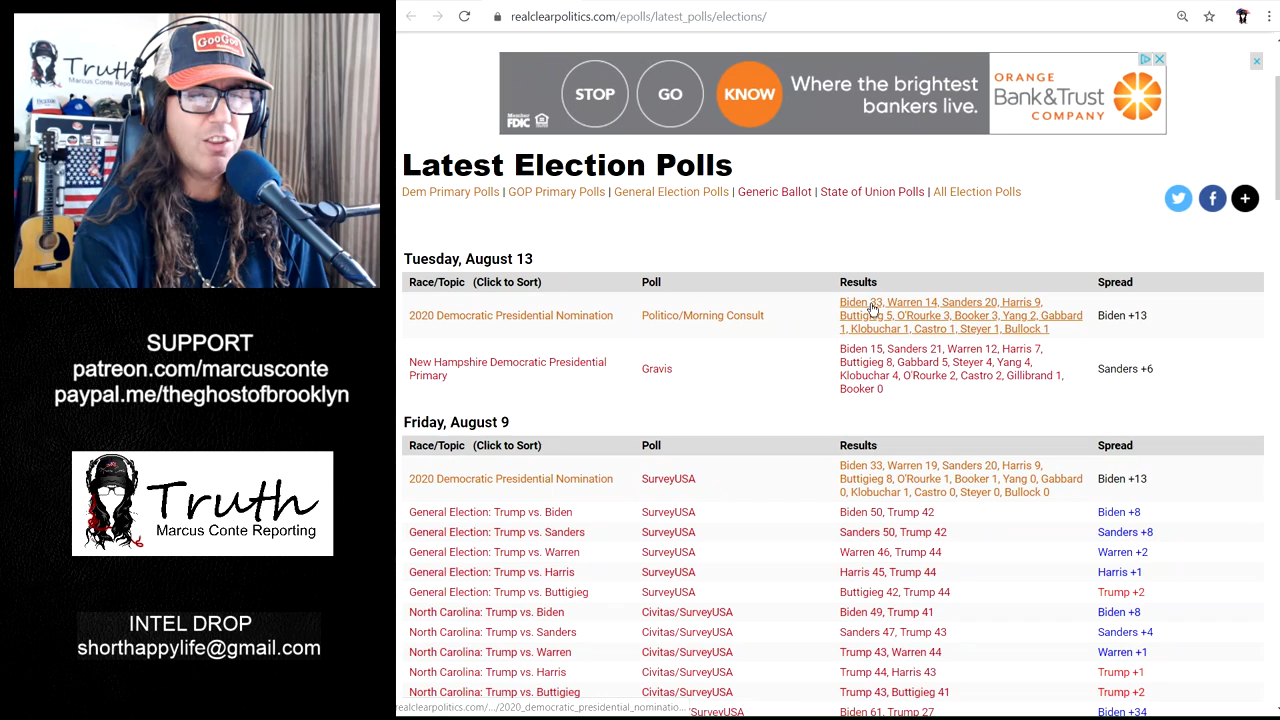 GOOGOO
Truth
Marcus Conte Reporting
SUPPORT
patreon.com/marcusconte
paypal.me/theghostofbrooklyn
Truth
Marcus Conte Reporting
INTEL DROP
shorthappylife@gmail.com
realclearpolitics.com/epolls/latest_polls/elections/
Member
FDIC
STOP
GO
KNOW
Where the brightest
bankers live.
ORANGE
Bank&Trust
COMPANY
Latest Election Polls
Dem Primary Polls | GOP Primary Polls | General Election Polls | Generic Ballot | State of Union Polls | All Election Polls
Tuesday, August 13
Race/Topic (Click to Sort) Poll Results Spread
2020 Democratic Presidential Nomination Politico/Morning Consult Biden 33, Warren 14, Sanders 20, Harris 9, Biden +13
Buttigieg 5, O'Rourke 3, Booker 3, Yang 2, Gabbard
1, Klobuchar 1, Castro 1, Steyer 1, Bullock 1
New Hampshire Democratic Presidential Gravis Biden 15, Sanders 21, Warren 12, Harris 7, Sanders +6
Primary Buttigieg 8, Gabbard 5, Steyer 4, Yang 4,
Klobuchar 4, O'Rourke 2, Castro 2, Gillibrand 1,
Booker 0
Friday, August 9
Race/Topic (Click to Sort) Poll Results Spread
2020 Democratic Presidential Nomination SurveyUSA Biden 33, Warren 19, Sanders 20, Harris 9, Biden +13
Buttigieg 8, O'Rourke 1, Booker 1, Yang 0, Gabbard
0, Klobuchar 1, Castro 0, Steyer 0, Bullock 0
General Election: Trump vs. Biden SurveyUSA Biden 50, Trump 42 Biden +8
General Election: Trump vs. Sanders SurveyUSA Sanders 50, Trump 42 Sanders +8
General Election: Trump vs. Warren SurveyUSA Warren 46, Trump 44 Warren +2
General Election: Trump vs. Harris SurveyUSA Harris 45, Trump 44 Harris +1
General Election: Trump vs. Buttigieg SurveyUSA Buttigieg 42, Trump 44 Trump +2
North Carolina: Trump vs. Biden Civitas/SurveyUSA Biden 49, Trump 41 Biden +8
North Carolina: Trump vs. Sanders Civitas/SurveyUSA Sanders 47, Trump 43 Sanders +4
North Carolina: Trump vs. Warren Civitas/SurveyUSA Trump 43, Warren 44 Warren +1
North Carolina: Trump vs. Harris Civitas/SurveyUSA Trump 44, Harris 43 Trump +1
North Carolina: Trump vs. Buttigieg Civitas/SurveyUSA Trump 43, Buttigieg 41 Trump +2
realclearpolitics.com/.../2020_democratic_presidential_nominatio... SurveyUSA Biden 61, Trump 27 Biden +34